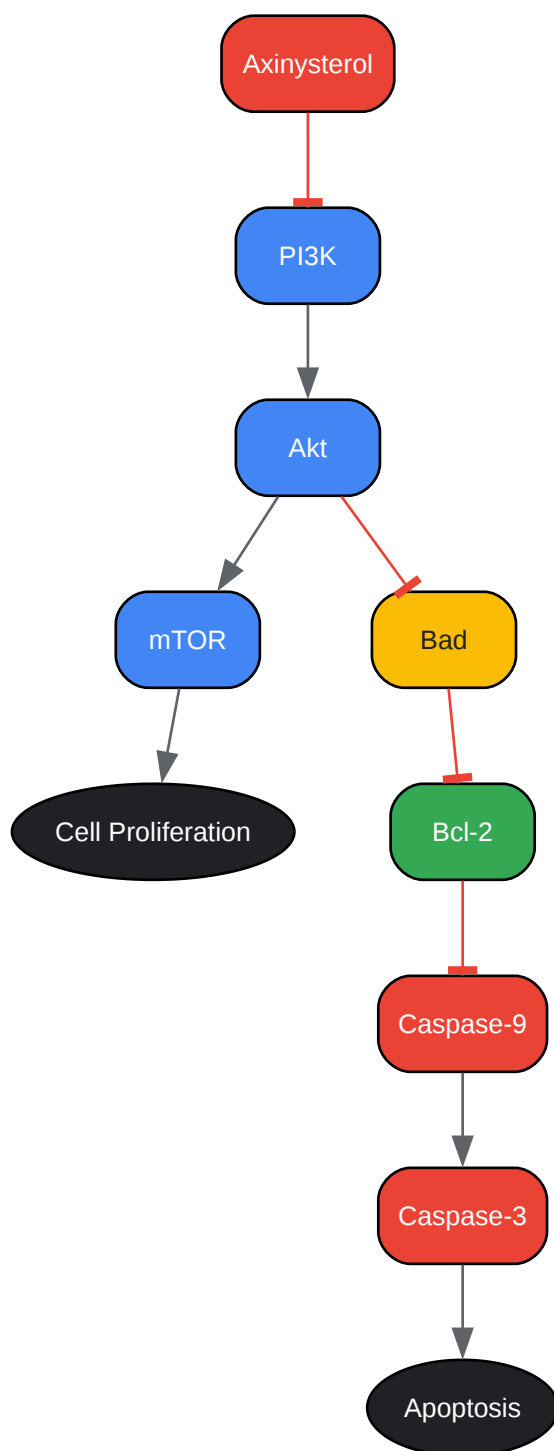 Axinysterol
PI3K
Akt
mTOR
Bad
Cell Proliferation
Bcl-2
Caspase-9
Caspase-3
Apoptosis